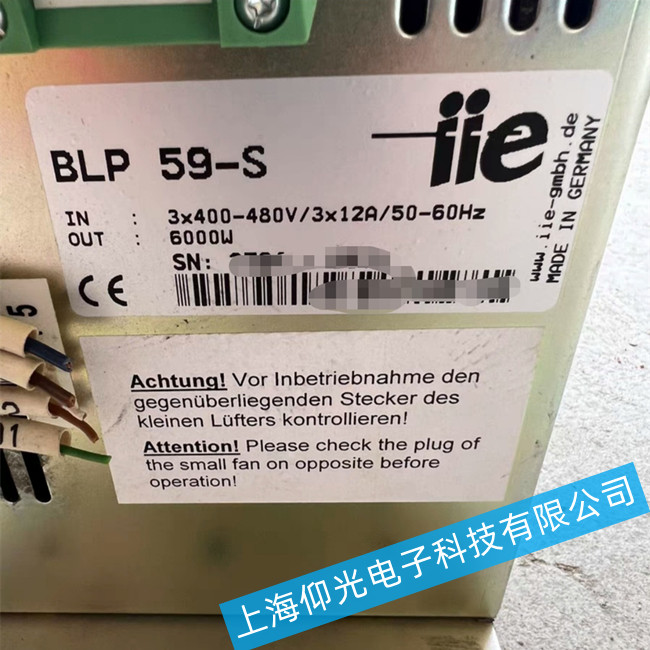 BLP 59-S
iie
www.iie-gmbh.de
MADE IN GERMANY
IN : 3x400-480V/3x12A/50-60Hz
OUT : 6000W
SN:
CE
Achtung! Vor Inbetriebnahme den
gegenüberliegenden Stecker des
kleinen Lüfters kontrollieren!
Attention! Please check the plug of
the small fan on opposite before
operation!
上海仰光电子科技有限公司